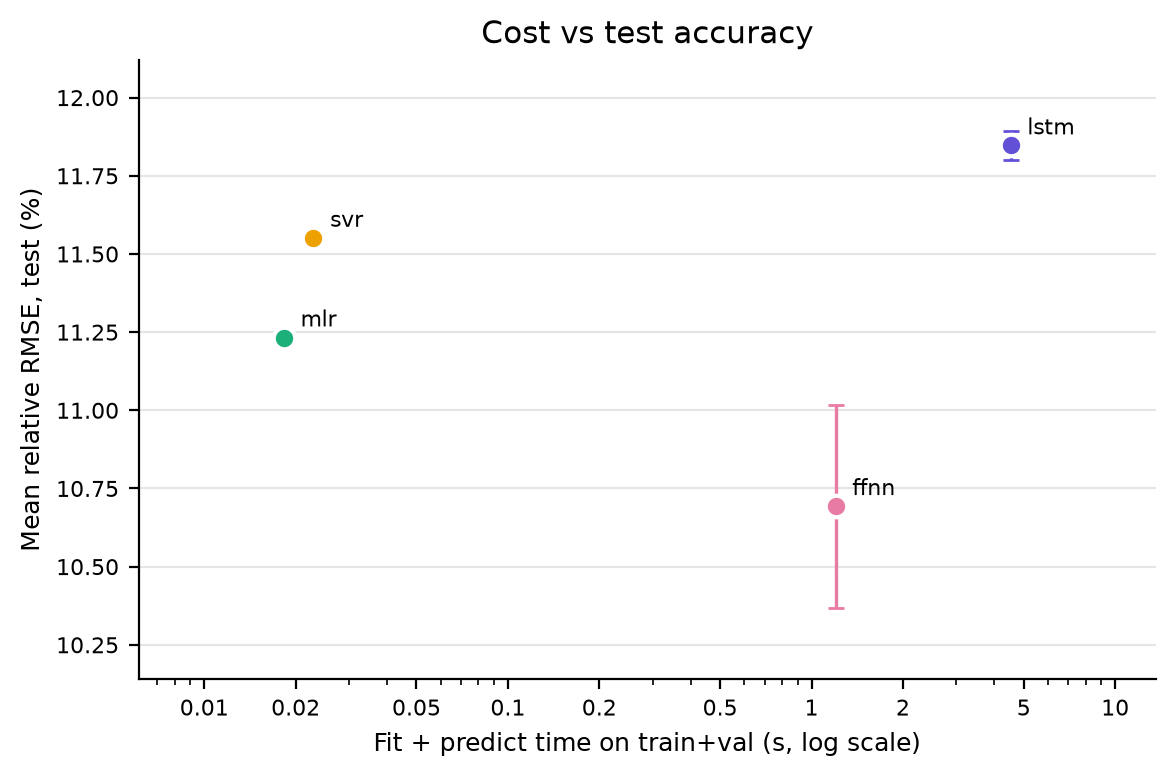 Cost vs test accuracy
Mean relative RMSE, test (%)
12.00
11.75
11.50
11.25
11.00
10.75
10.50
10.25
lstm
svr
mlr
ffnn
0.01 0.02 0.05 0.1 0.2 0.5 1 2 5 10
Fit + predict time on train+val (s, log scale)